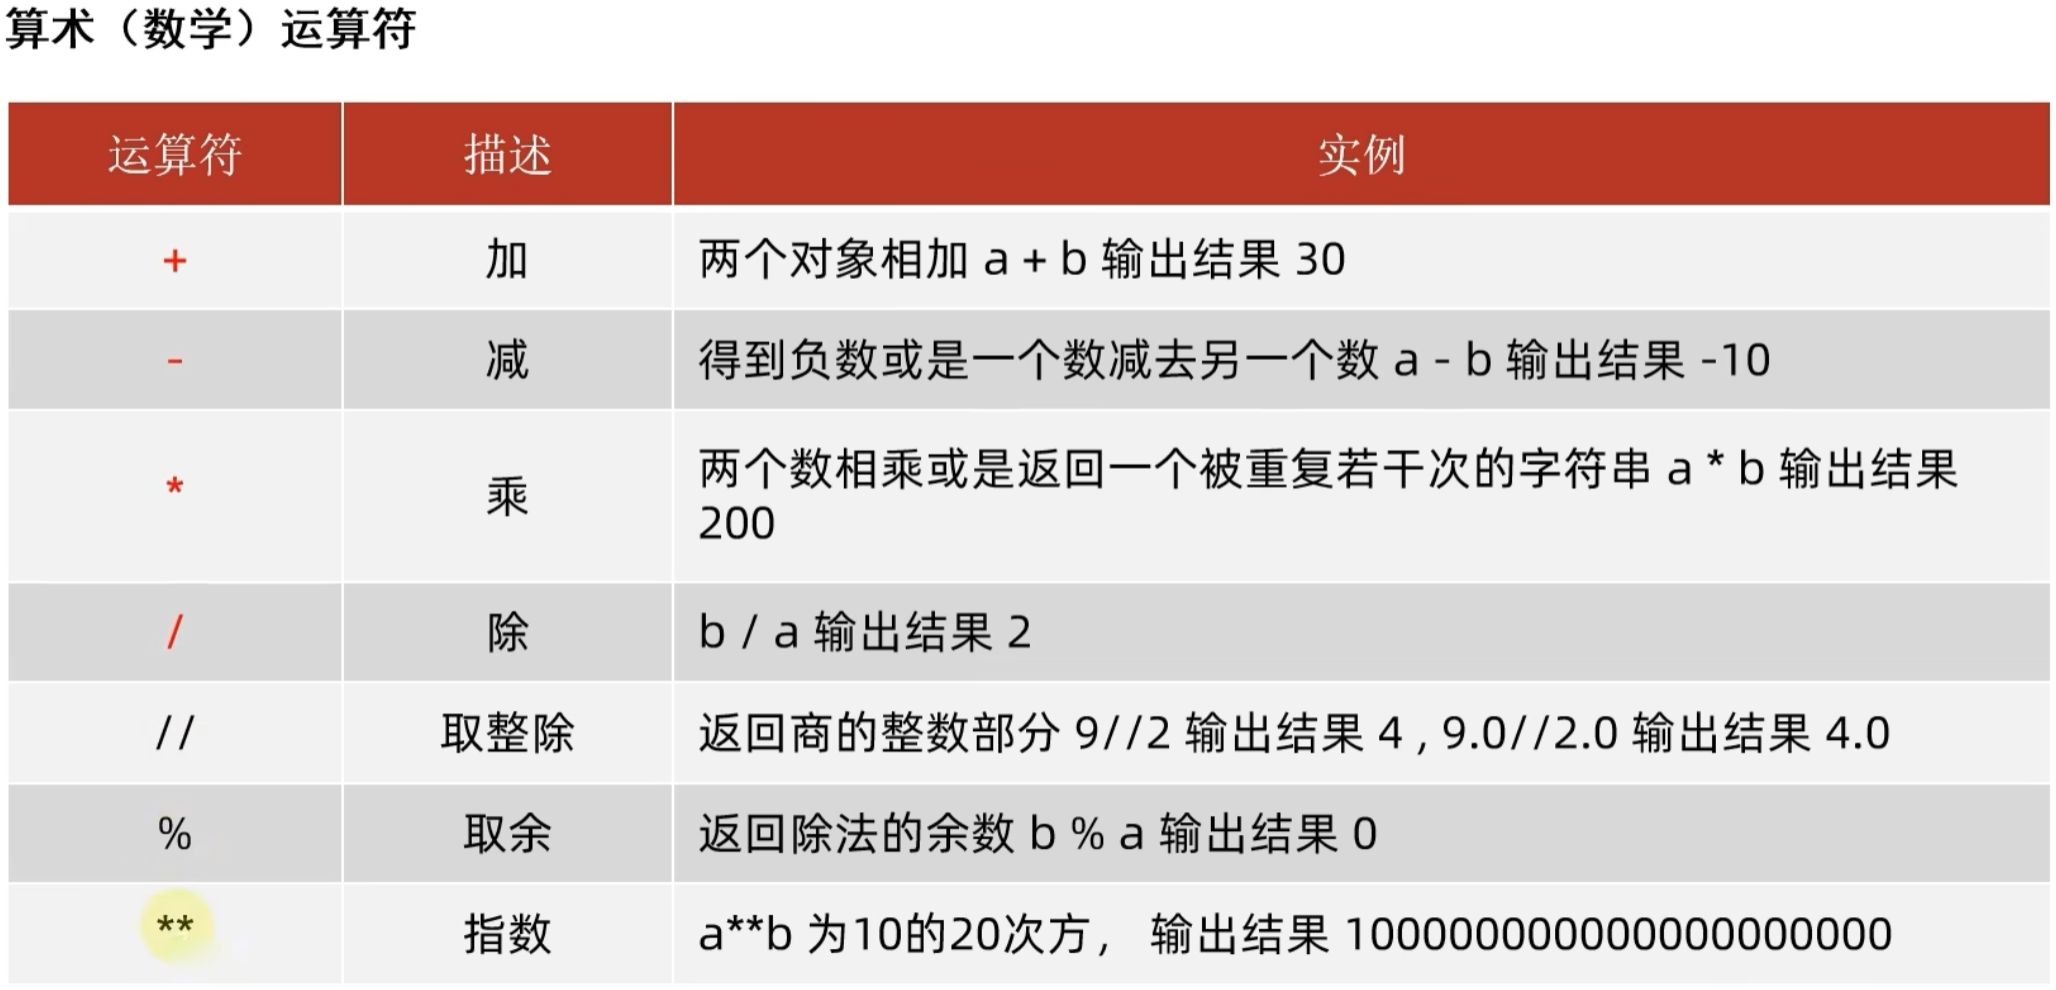 算术（数学）运算符
运算符 描述 实例
+ 加 两个对象相加 a + b 输出结果 30
- 减 得到负数或是一个数减去另一个数 a - b 输出结果 -10
* 乘 两个数相乘或是返回一个被重复若干次的字符串 a * b 输出结果
200
/ 除 b / a 输出结果 2
// 取整除 返回商的整数部分 9//2 输出结果 4 , 9.0//2.0 输出结果 4.0
% 取余 返回除法的余数 b % a 输出结果 0
** 指数 a**b 为10的20次方， 输出结果 100000000000000000000